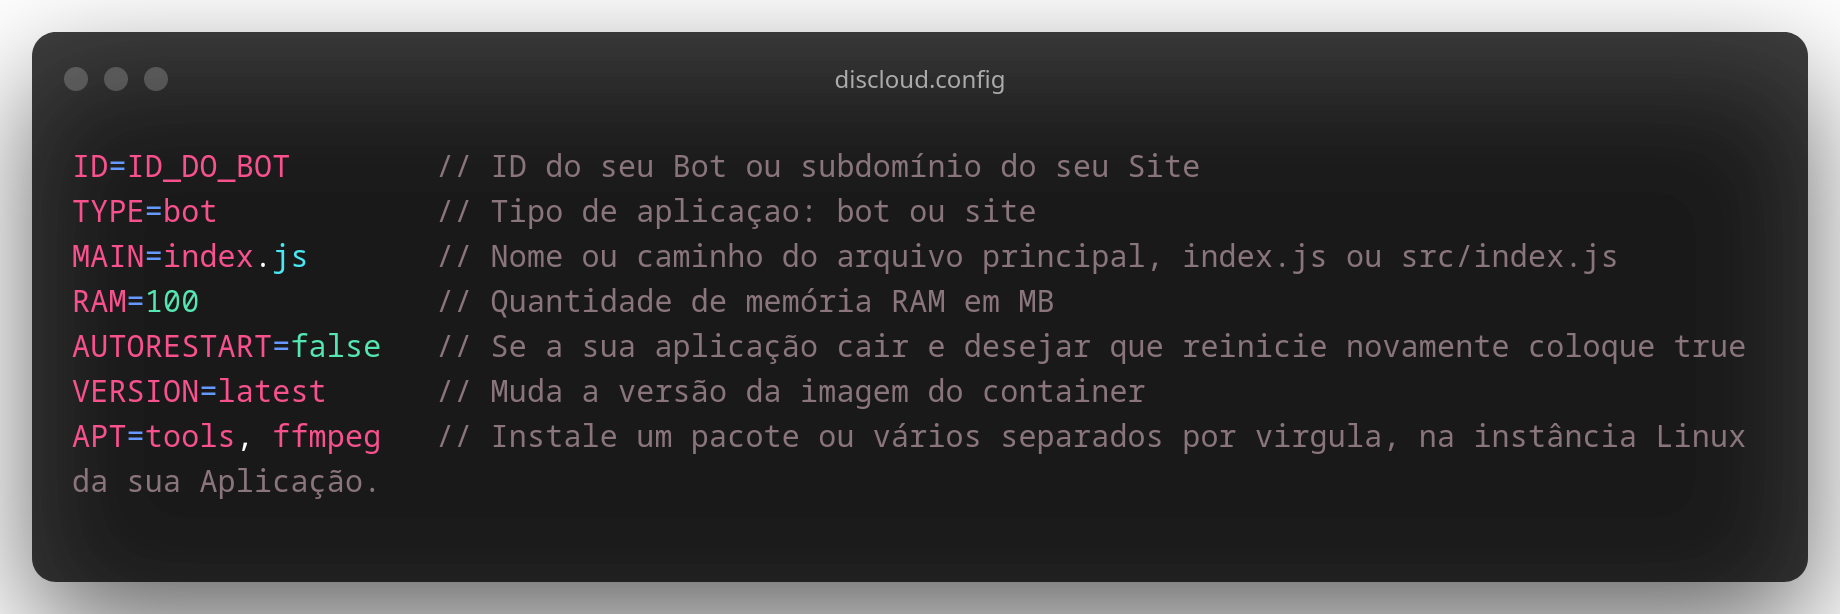 discloud.config
ID=ID_DO_BOT // ID do seu Bot ou subdomínio do seu Site
TYPE=bot // Tipo de aplicaçao: bot ou site
MAIN=index.js // Nome ou caminho do arquivo principal, index.js ou src/index.js
RAM=100 // Quantidade de memória RAM em MB
AUTORESTART=false // Se a sua aplicação cair e desejar que reinicie novamente coloque true
VERSION=latest // Muda a versão da imagem do container
APT=tools, ffmpeg // Instale um pacote ou vários separados por virgula, na instância Linux
da sua Aplicação.